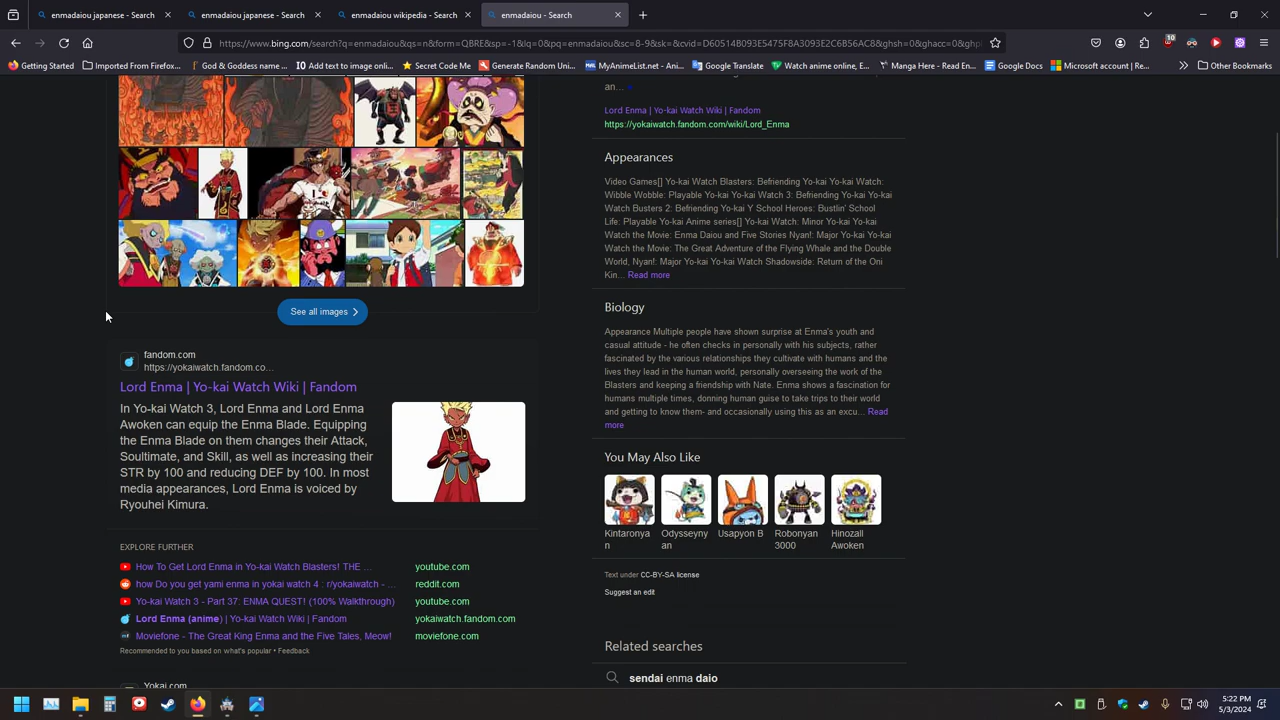 enmadaiou japanese - Search
enmadaiou japanese - Search
enmadaiou wikipedia - Search
enmadaiou - Search
https://www.bing.com/search?q=enmadaiou&qs=n&form=QBRE&sp=-1&lq=0&pq=enmadaiou&sc=8-9&sk=&cvid=D60514B093E5475F8A3093E2C6B56AC8&ghsh=0&ghacc=0&ghp
10
Getting Started
Imported From Firefox...
God & Goddess name ...
IO Add text to image onl...
Secret Code Me
Generate Random Uni...
MyAnimeList.net - Ani...
Google Translate
Watch anime online, E...
Manga Here - Read En...
Google Docs
Microsoft account | Re...
Other Bookmarks
See all images
fandom.com
https://yokaiwatch.fandom.co...
Lord Enma | Yo-kai Watch Wiki | Fandom
In Yo-kai Watch 3, Lord Enma and Lord Enma
Awoken can equip the Enma Blade. Equipping
the Enma Blade on them changes their Attack,
Soultimate, and Skill, as well as increasing their
STR by 100 and reducing DEF by 100. In most
media appearances, Lord Enma is voiced by
Ryouhei Kimura.
EXPLORE FURTHER
How To Get Lord Enma in Yo-kai Watch Blasters! THE ... youtube.com
how Do you get yami enma in yokai watch 4 : r/yokaiwatch - ... reddit.com
Yo-kai Watch 3 - Part 37: ENMA QUEST! (100% Walkthrough) youtube.com
Lord Enma (anime) | Yo-kai Watch Wiki | Fandom yokaiwatch.fandom.com
Moviefone - The Great King Enma and the Five Tales, Meow! moviefone.com
Recommended to you based on what's popular • Feedback
Yokai.com
an...
Lord Enma | Yo-kai Watch Wiki | Fandom
https://yokaiwatch.fandom.com/wiki/Lord_Enma
Appearances
Video Games[] Yo-kai Watch Blasters: Befriending Yo-kai Yo-kai Watch:
Wibble Wobble: Playable Yo-kai Watch 3: Befriending Yo-kai Yo-kai
Watch Busters 2: Befriending Yo-kai Y School Heroes: Bustlin' School
Life: Playable Yo-kai Anime series[] Yo-kai Watch: Minor Yo-kai Yo-kai
Watch the Movie: Enma Daiou and Five Stories Nyan!: Major Yo-kai Yo-kai
Watch the Movie: The Great Adventure of the Flying Whale and the Double
World, Nyan!: Major Yo-kai Yo-kai Watch Shadowside: Return of the Oni
Kin... Read more
Biology
Appearance Multiple people have shown surprise at Enma's youth and
casual attitude - he often checks in personally with his subjects, rather
fascinated by the various relationships they cultivate with humans and the
lives they lead in the human world, personally overseeing the work of the
Blasters and keeping a friendship with Nate. Enma shows a fascination for
humans multiple times, donning human guise to take trips to their world
and getting to know them- and occasionally using this as an excu... Read
more
You May Also Like
Kintaronya
n
Odysseyny
an
Usapyon B
Robonyan
3000
Hinozall
Awoken
Text under CC-BY-SA license
Suggest an edit
Related searches
sendai enma daio
5:22 PM
5/3/2024